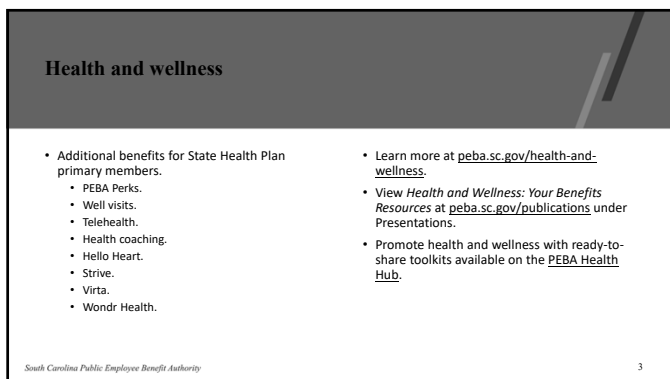 Health and wellness
• Additional benefits for State Health Plan
primary members.
• PEBA Perks.
• Well visits.
• Telehealth.
• Health coaching.
• Hello Heart.
• Strive.
• Virta.
• Wondr Health.
• Learn more at peba.sc.gov/health-and-
wellness.
• View Health and Wellness: Your Benefits
Resources at peba.sc.gov/publications under
Presentations.
• Promote health and wellness with ready-to-
share toolkits available on the PEBA Health
Hub.
South Carolina Public Employee Benefit Authority
3